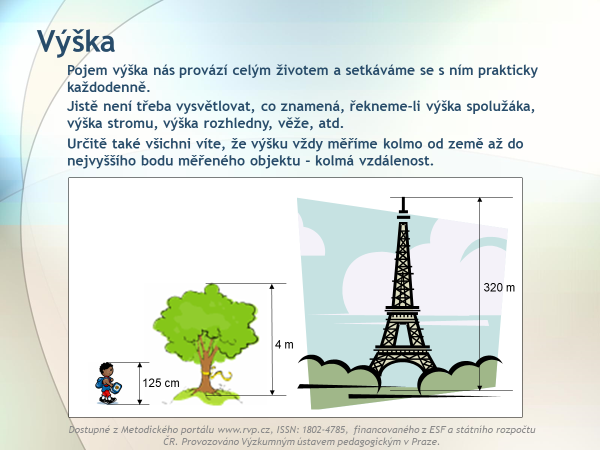 Výška
Pojem výška nás provází celým životem a setkáváme se s ním prakticky
každodenně.
Jistě není třeba vysvětlovat, co znamená, řekneme-li výška spolužáka,
výška stromu, výška rozhledny, věže, atd.
Určitě také všichni víte, že výšku vždy měříme kolmo od země až do
nejvyššího bodu měřeného objektu - kolmá vzdálenost.
320 m
4 m
125 cm
Dostupné z Metodického portálu www.rvp.cz, ISSN: 1802-4785, financovaného z ESF a státního rozpočtu
ČR. Provozováno Výzkumným ústavem pedagogickým v Praze.